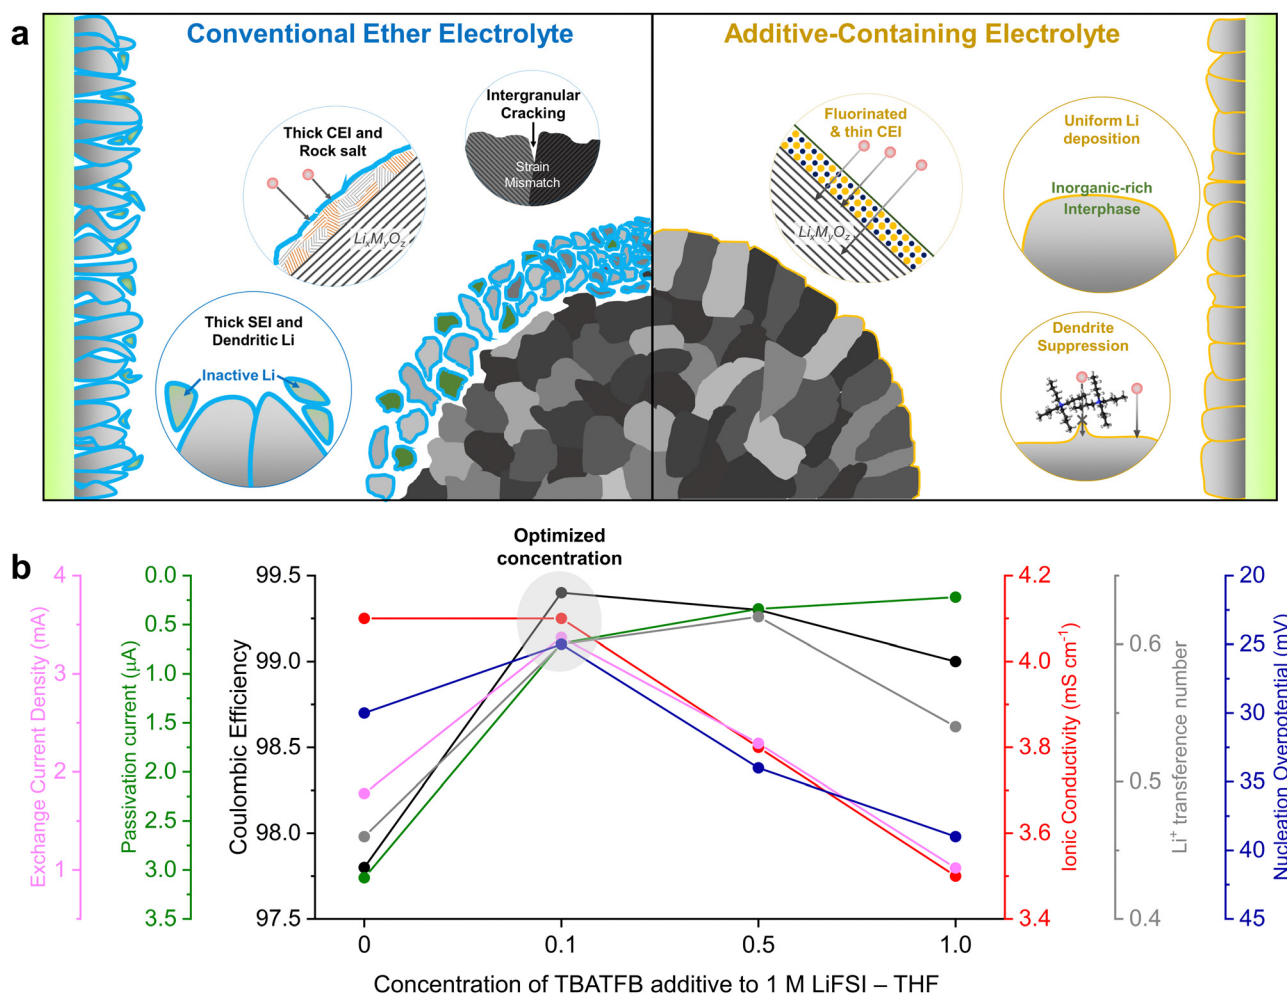 a
Conventional Ether Electrolyte
Additive-Containing Electrolyte
Thick CEI and
Rock salt
LiₓMᵧO_z
Intergranular
Cracking
Strain
Mismatch
Thick SEI and
Dendritic Li
Inactive Li
Fluorinated
& thin CEI
LiₓMᵧO_z
Uniform Li
deposition
Inorganic-rich
Interphase
Dendrite
Suppression
b
Optimized
concentration
Exchange Current Density (mA)
4
3
2
1
Passivation current (μA)
0.0
0.5
1.0
1.5
2.0
2.5
3.0
3.5
Coulombic Efficiency
99.5
99.0
98.5
98.0
97.5
Ionic Conductivity (mS cm⁻¹)
4.2
4.0
3.8
3.6
3.4
Li⁺ transference number
0.6
0.5
0.4
Nucleation Overpotential (mV)
20
25
30
35
40
45
0
0.1
0.5
1.0
Concentration of TBATFB additive to 1 M LiFSI – THF